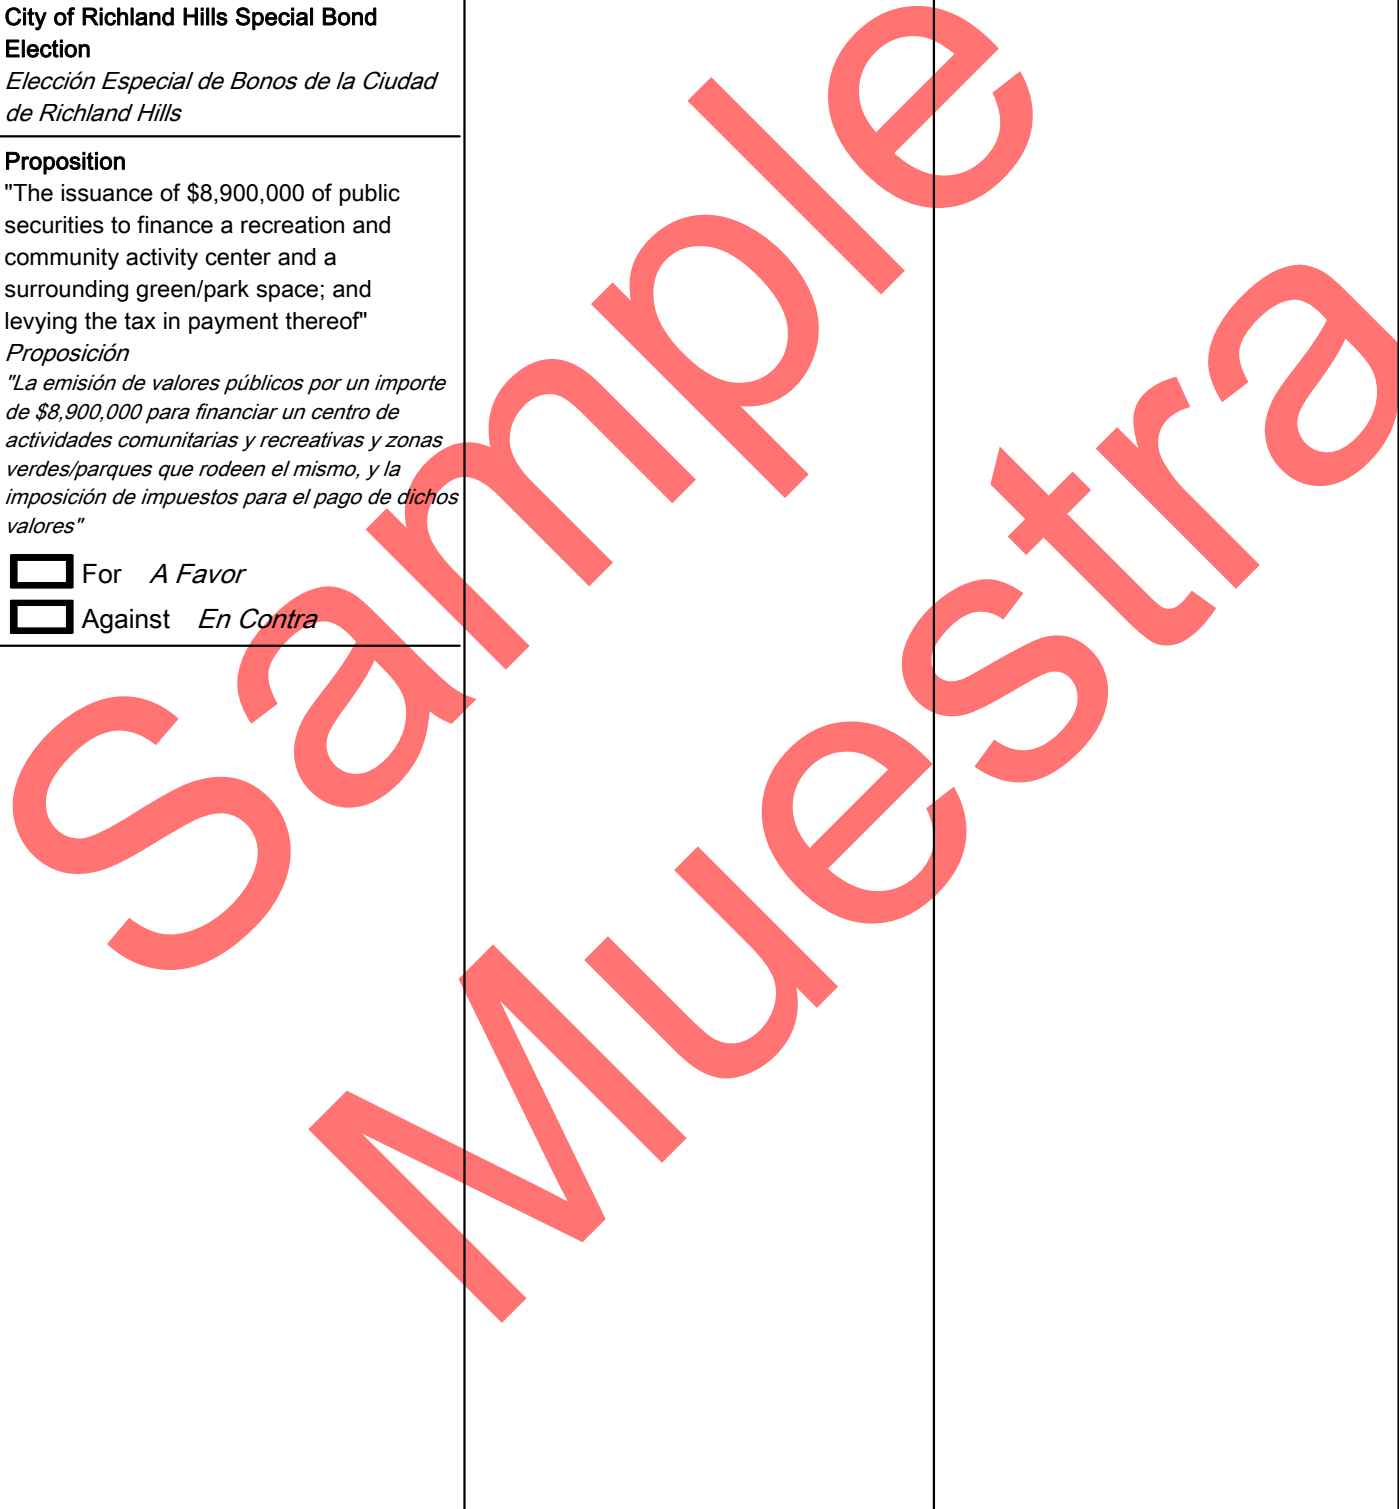 City of Richland Hills Special Bond
Election
Elección Especial de Bonos de la Ciudad
de Richland Hills
Proposition
"The issuance of $8,900,000 of public
securities to finance a recreation and
community activity center and a
surrounding green/park space; and
levying the tax in payment thereof"
Proposición
"La emisión de valores públicos por un importe
de $8,900,000 para financiar un centro de
actividades comunitarias y recreativas y zonas
verdes/parques que rodeen el mismo, y la
imposición de impuestos para el pago de dichos
valores"
For A Favor
Against En Contra
Sample
Muestra